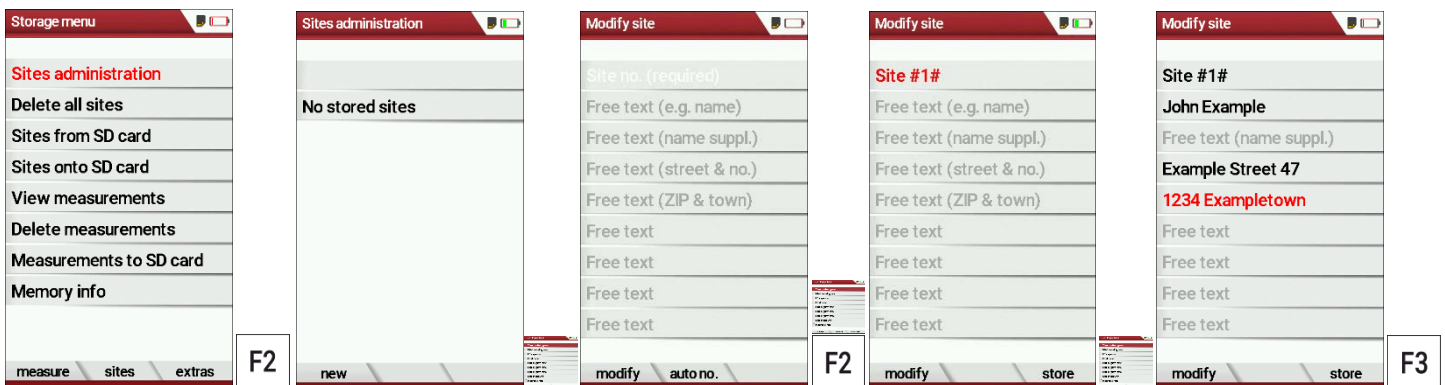 Storage menu
Sites administration
Delete all sites
Sites from SD card
Sites onto SD card
View measurements
Delete measurements
Measurements to SD card
Memory info
measure sites extras
F2
Sites administration
No stored sites
new
Modify site
Site no. (required)
Free text (e.g. name)
Free text (name suppl.)
Free text (street & no.)
Free text (ZIP & town)
Free text
Free text
Free text
Free text
modify auto no.
F2
Modify site
Site #1#
Free text (e.g. name)
Free text (name suppl.)
Free text (street & no.)
Free text (ZIP & town)
Free text
Free text
Free text
Free text
modify store
Modify site
Site #1#
John Example
Free text (name suppl.)
Example Street 47
1234 Exampletown
Free text
Free text
Free text
Free text
modify store
F3